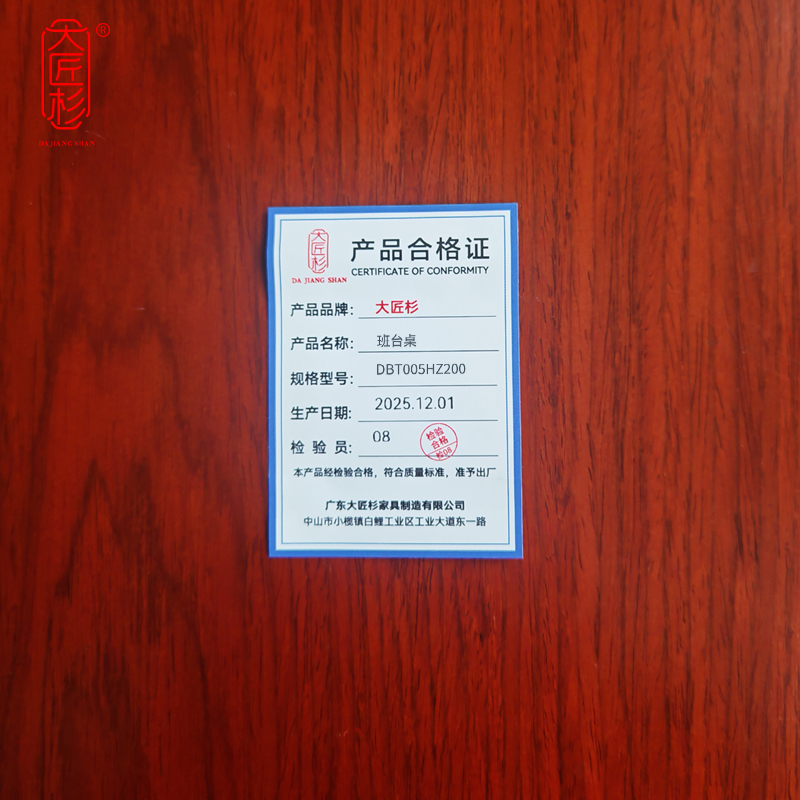 大匠杉®
DA JIANG SHAN
大匠杉
DA JIANG SHAN
产品合格证
CERTIFICATE OF CONFORMITY
产品品牌: 大匠杉
产品名称: 班台桌
规格型号: DBT005HZ200
生产日期: 2025.12.01
检 验 员: 08
检验
合格
检08
本产品经检验合格，符合质量标准，准予出厂
广东大匠杉家具制造有限公司
中山市小榄镇白鲤工业区工业大道东一路